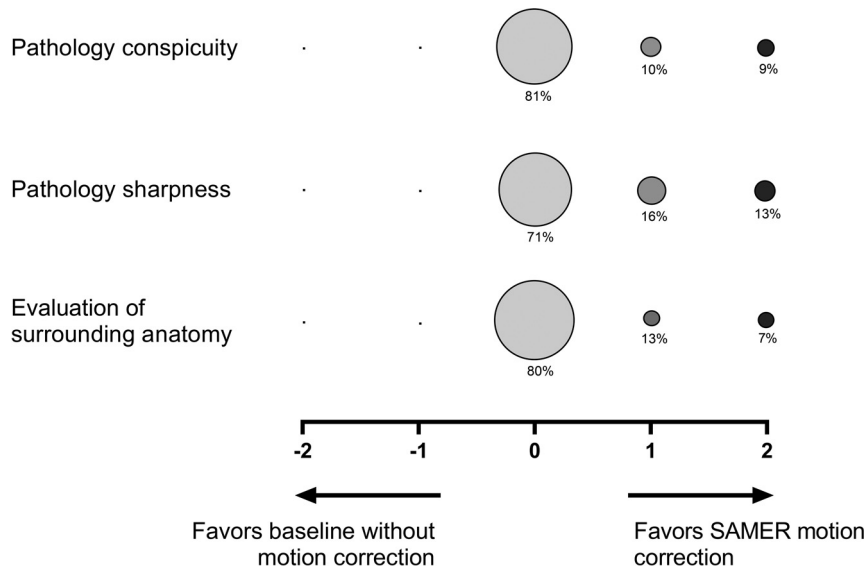 Pathology conspicuity
81%
10%
9%
Pathology sharpness
71%
16%
13%
Evaluation of
surrounding anatomy
80%
13%
7%
-2 -1 0 1 2
Favors baseline without
motion correction
Favors SAMER motion
correction